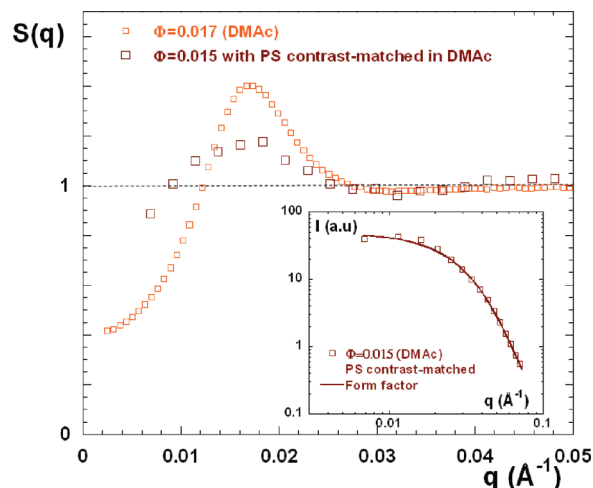 S(q)
Φ=0.017 (DMAc)
Φ=0.015 with PS contrast-matched in DMAc
1
0
0
0.01
0.02
0.03
0.04
0.05
q (Å⁻¹)
I (a.u)
100
10
1
0.1
0.01
0.1
Φ=0.015 (DMAc)
PS contrast-matched
Form factor
q (Å⁻¹)